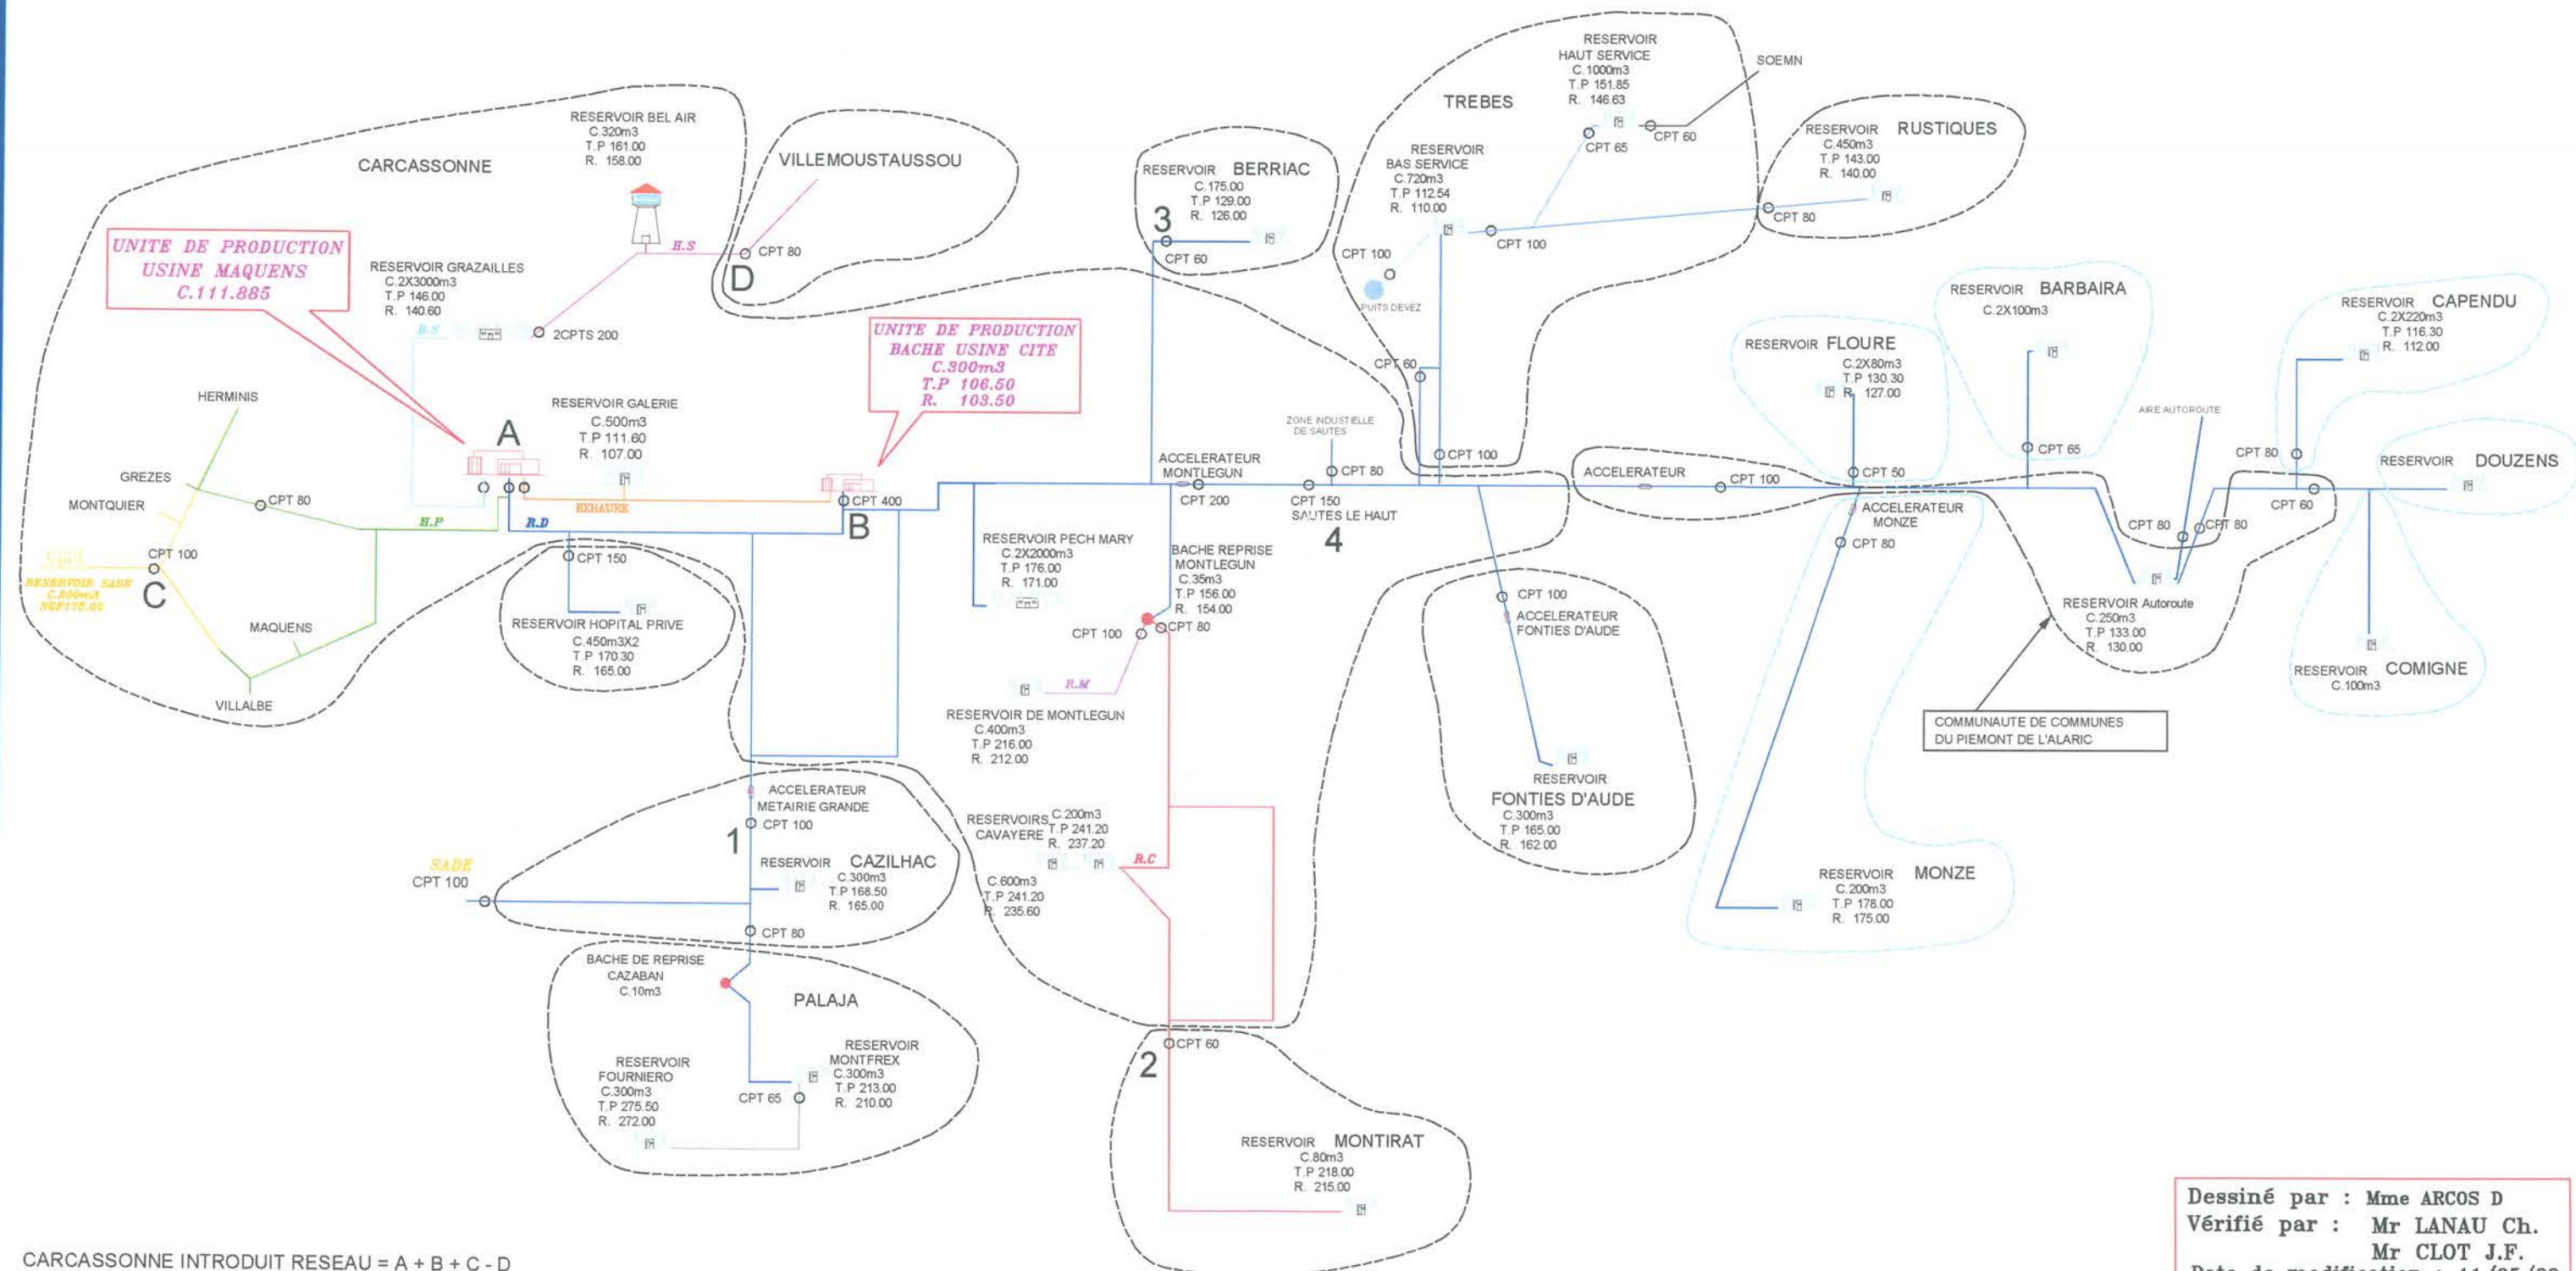 CARCASSONNE
RESERVOIR BEL AIR
C.320m3
T.P 161.00
R. 158.00
VILLEMOUSTAUSSOU
H.S
CPT 80
D
UNITE DE PRODUCTION
USINE MAQUENS
C.111.885
RESERVOIR GRAZAILLES
C.2X3000m3
T.P 146.00
R. 140.60
B.S
2CPTS 200
UNITE DE PRODUCTION
BACHE USINE CITE
C.300m3
T.P 106.50
R. 103.50
HERMINIS
GREZES
MONTQUIER
CPT 80
H.P
A
RESERVOIR GALERIE
C.500m3
T.P 111.60
R. 107.00
EXHAURE
R.D
CPT 400
B
CPT 100
C
RESERVOIR SADE
C.200m3
NGF175.00
MAQUENS
VILLALBE
CPT 150
RESERVOIR HOPITAL PRIVE
C.450m3X2
T.P 170.30
R. 165.00
RESERVOIR BERRIAC
C.175.00
T.P 129.00
R. 126.00
3
CPT 60
TREBES
RESERVOIR
HAUT SERVICE
C.1000m3
T.P 151.85
R. 146.63
SOEMN
CPT 60
CPT 65
RESERVOIR
BAS SERVICE
C.720m3
T.P 112.54
R. 110.00
CPT 100
CPT 100
PUITS DEVEZ
RESERVOIR RUSTIQUES
C.450m3
T.P 143.00
R. 140.00
CPT 80
CPT 60
CPT 100
ZONE INDUSTIELLE
DE SAUTES
CPT 80
ACCELERATEUR
MONTLEGUN
CPT 200
CPT 150
SAUTES LE HAUT
4
RESERVOIR FLOURE
C.2X80m3
T.P 130.30
R. 127.00
CPT 50
RESERVOIR BARBAIRA
C.2X100m3
CPT 65
RESERVOIR CAPENDU
C.2X220m3
T.P 116.30
R. 112.00
CPT 80
AIRE AUTOROUTE
RESERVOIR DOUZENS
CPT 60
ACCELERATEUR
CPT 100
ACCELERATEUR
MONZE
CPT 80
CPT 80
CPT 80
RESERVOIR Autoroute
C.250m3
T.P 133.00
R. 130.00
RESERVOIR COMIGNE
C.100m3
COMMUNAUTE DE COMMUNES
DU PIEMONT DE L'ALARIC
RESERVOIR PECH MARY
C.2X2000m3
T.P 176.00
R. 171.00
BACHE REPRISE
MONTLEGUN
C.35m3
T.P 156.00
R. 154.00
CPT 100
CPT 80
R.M
RESERVOIR DE MONTLEGUN
C.400m3
T.P 216.00
R. 212.00
CPT 100
ACCELERATEUR
FONTIES D'AUDE
RESERVOIR
FONTIES D'AUDE
C.300m3
T.P 165.00
R. 162.00
RESERVOIR MONZE
C.200m3
T.P 178.00
R. 175.00
ACCELERATEUR
METAIRIE GRANDE
1
CPT 100
RESERVOIR CAZILHAC
C.300m3
T.P 168.50
R. 165.00
SADE
CPT 100
CPT 80
RESERVOIRS
CAVAYERE
C.200m3
T.P 241.20
R. 237.20
R.C
C.600m3
T.P 241.20
R. 235.60
BACHE DE REPRISE
CAZABAN
C.10m3
PALAJA
RESERVOIR
FOURNIERO
C.300m3
T.P 275.50
R. 272.00
RESERVOIR
MONTFREX
C.300m3
T.P 213.00
R. 210.00
CPT 65
CPT 60
2
RESERVOIR MONTIRAT
C.80m3
T.P 218.00
R. 215.00
CARCASSONNE INTRODUIT RESEAU = A + B + C - D
Dessiné par : Mme ARCOS D
Vérifié par : Mr LANAU Ch.
Mr CLOT J.F.